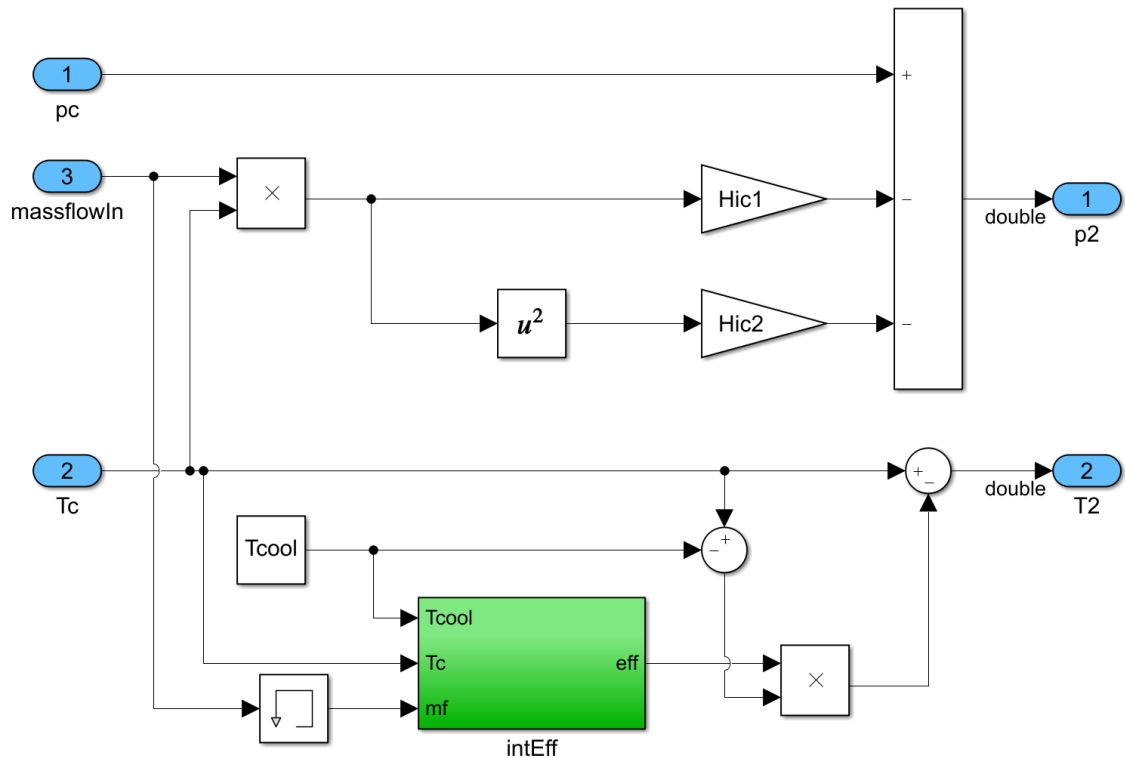 1
pc
+
3
massflowIn
×
Hic1
−
double
1
p2
u²
Hic2
−
2
Tc
+
−
double
2
T2
Tcool
−
+
Tcool
Tc
eff
mf
×
intEff